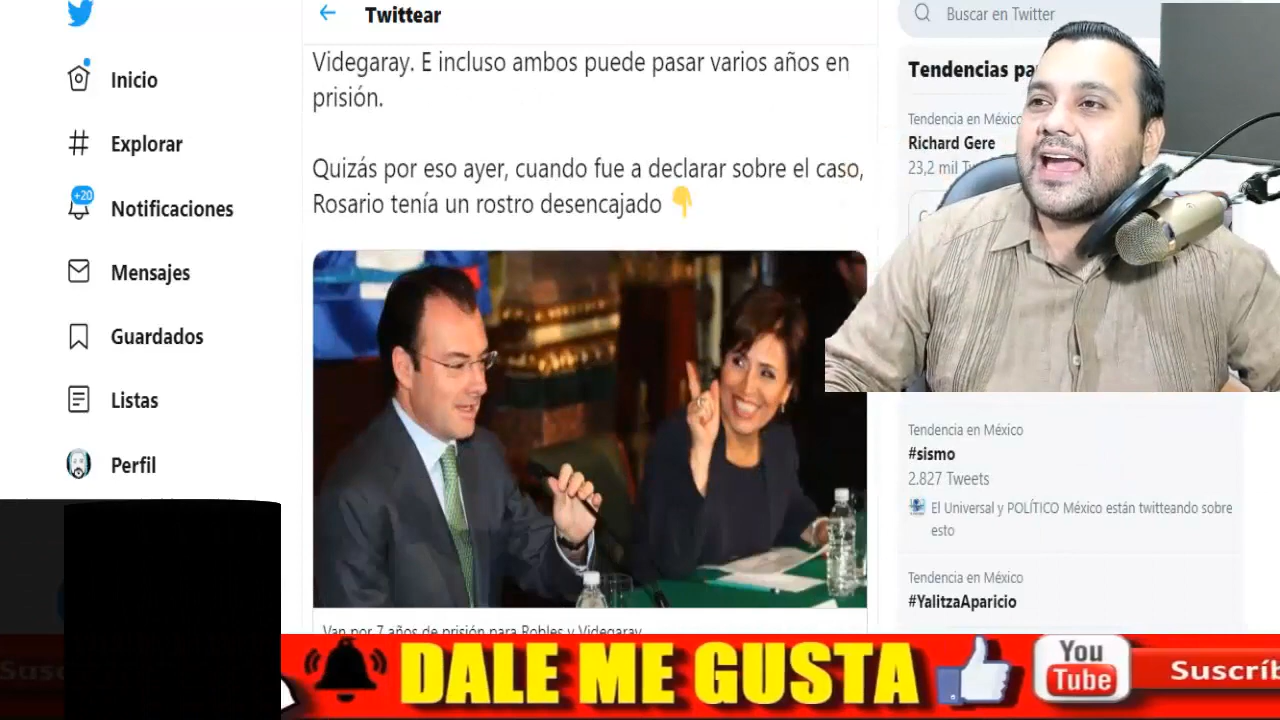 Twittear
Buscar en Twitter
Inicio
Explorar
+20
Notificaciones
Mensajes
Guardados
Listas
Perfil
Videgaray. E incluso ambos puede pasar varios años en
prisión.
Quizás por eso ayer, cuando fue a declarar sobre el caso,
Rosario tenía un rostro desencajado
Van por 7 años de prisión para Robles y Videgaray
Tendencias pa
Tendencia en México
Richard Gere
23,2 mil
Tendencia en México
#sismo
2.827 Tweets
El Universal y POLÍTICO México están twitteando sobre
esto
Tendencia en México
#YalitzaAparicio
DALE ME GUSTA
You
Tube
Suscríb